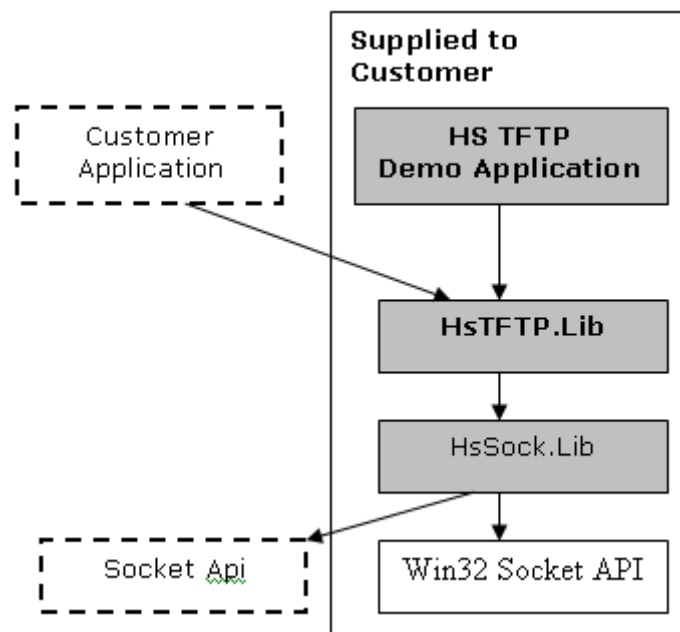 Supplied to
Customer
Customer
Application
HS TFTP
Demo Application
HsTFTP.Lib
HsSock.Lib
Socket Api
Win32 Socket API